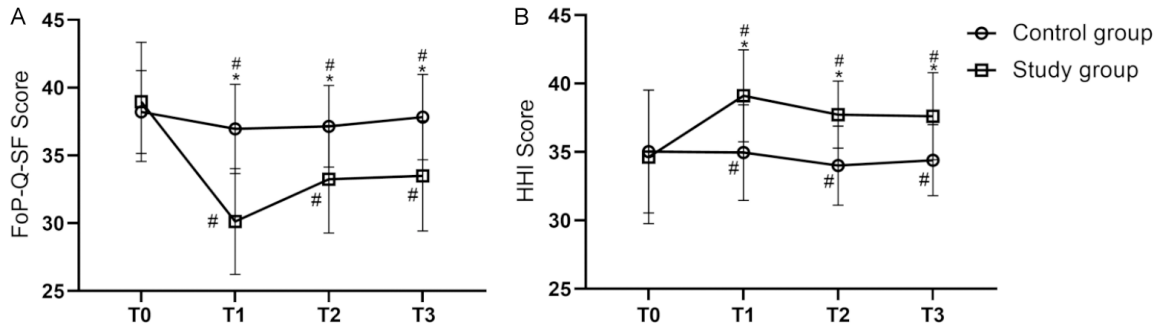 A
FoP-Q-SF Score
45
40
35
30
25
# # #
* * *
# # #
T0 T1 T2 T3
B
HHI Score
45
40
35
30
25
# # #
* * *
# # #
T0 T1 T2 T3
Control group
Study group